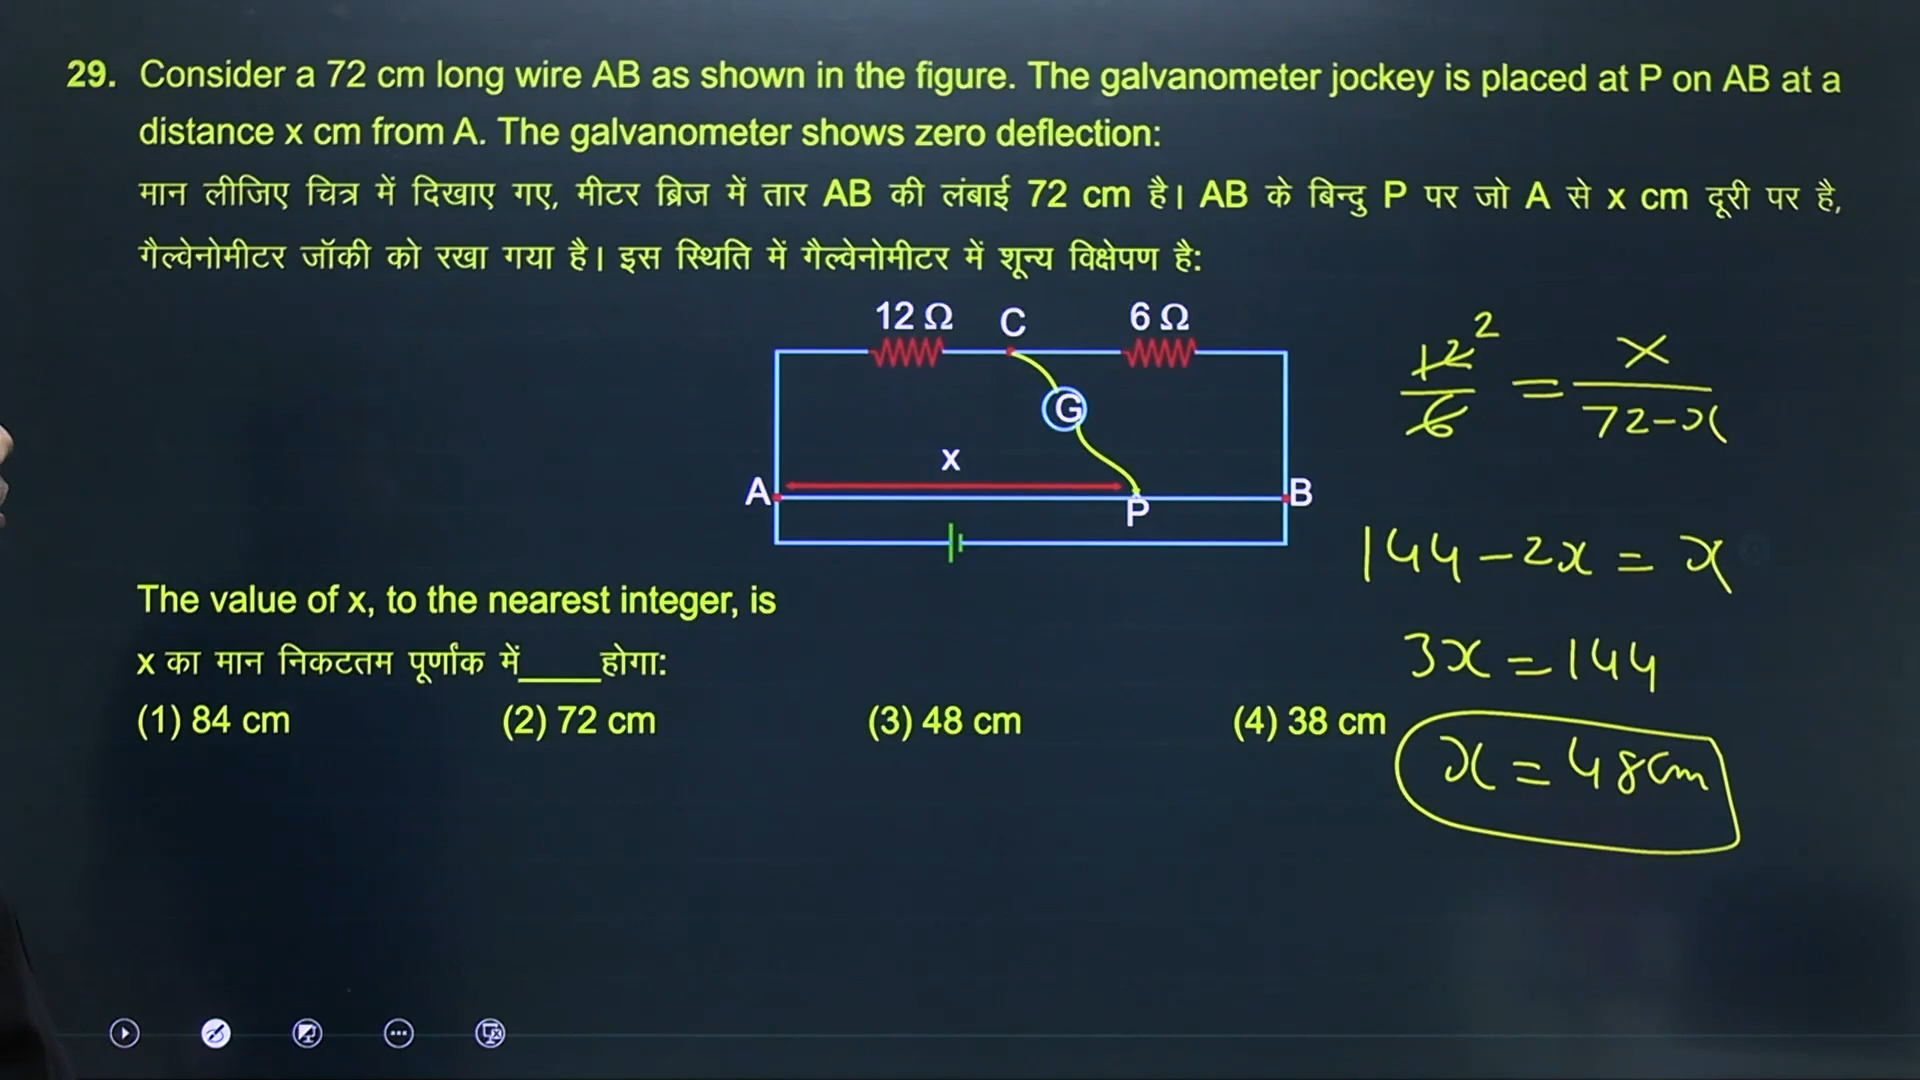 29. Consider a 72 cm long wire AB as shown in the figure. The galvanometer jockey is placed at P on AB at a
distance x cm from A. The galvanometer shows zero deflection:
मान लीजिए चित्र में दिखाए गए, मीटर ब्रिज में तार AB की लंबाई 72 cm है। AB के बिन्दु P पर जो A से x cm दूरी पर है,
गैल्वेनोमीटर जॉकी को रखा गया है। इस स्थिति में गैल्वेनोमीटर में शून्य विक्षेपण है:
12 Ω C 6 Ω
G
x
A P B
12/6 2 = x/72-x
144-2x = x
3x = 144
x = 48cm
The value of x, to the nearest integer, is
x का मान निकटतम पूर्णांक में____होगा:
(1) 84 cm (2) 72 cm (3) 48 cm (4) 38 cm